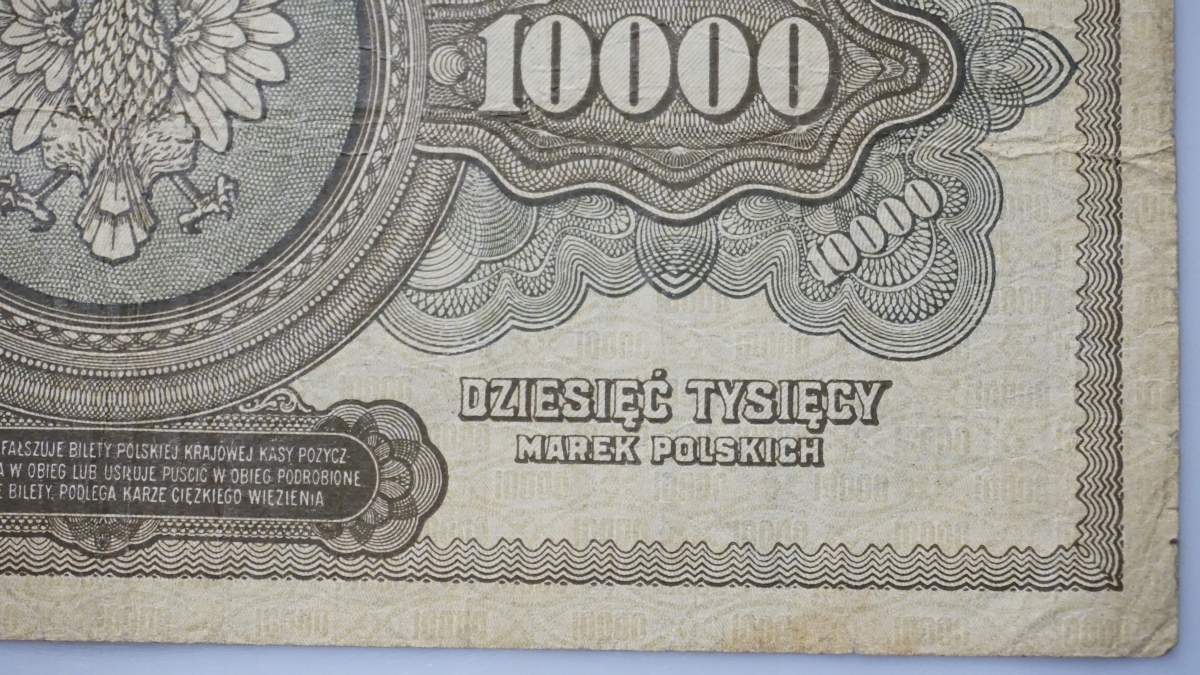 10000
10000
DZIESIĘĆ TYSIĘCY
MAREK POLSKICH
FAŁSZUJE BILETY POLSKIEJ KRAJOWEJ KASY POŻYCZ-
A W OBIEG LUB USIŁUJE PUŚCIĆ W OBIEG PODROBIONE
E BILETY, PODLEGA KARZE CIĘŻKIEGO WIĘZIENIA